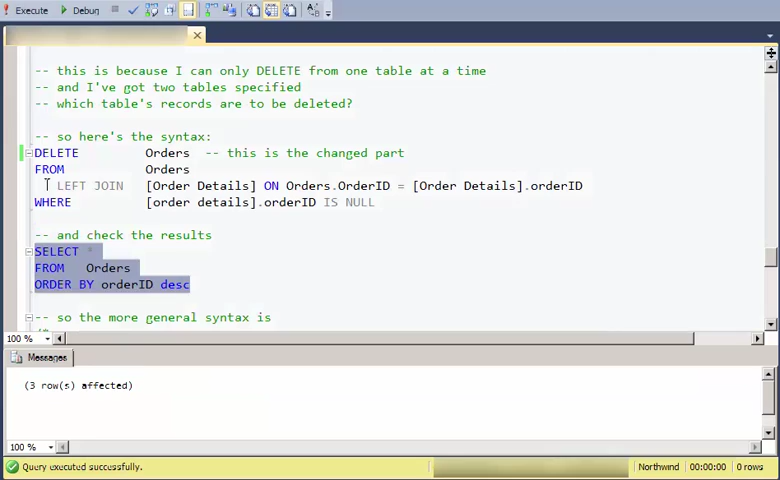 Execute Debug
-- this is because I can only DELETE from one table at a time
-- and I've got two tables specified
-- which table's records are to be deleted?
-- so here's the syntax:
DELETE Orders -- this is the changed part
FROM Orders
LEFT JOIN [Order Details] ON Orders.OrderID = [Order Details].orderID
WHERE [order details].orderID IS NULL
-- and check the results
SELECT *
FROM Orders
ORDER BY orderID desc
-- so the more general syntax is
100 %
Messages
(3 row(s) affected)
100 %
Query executed successfully. Northwind 00:00:00 0 rows